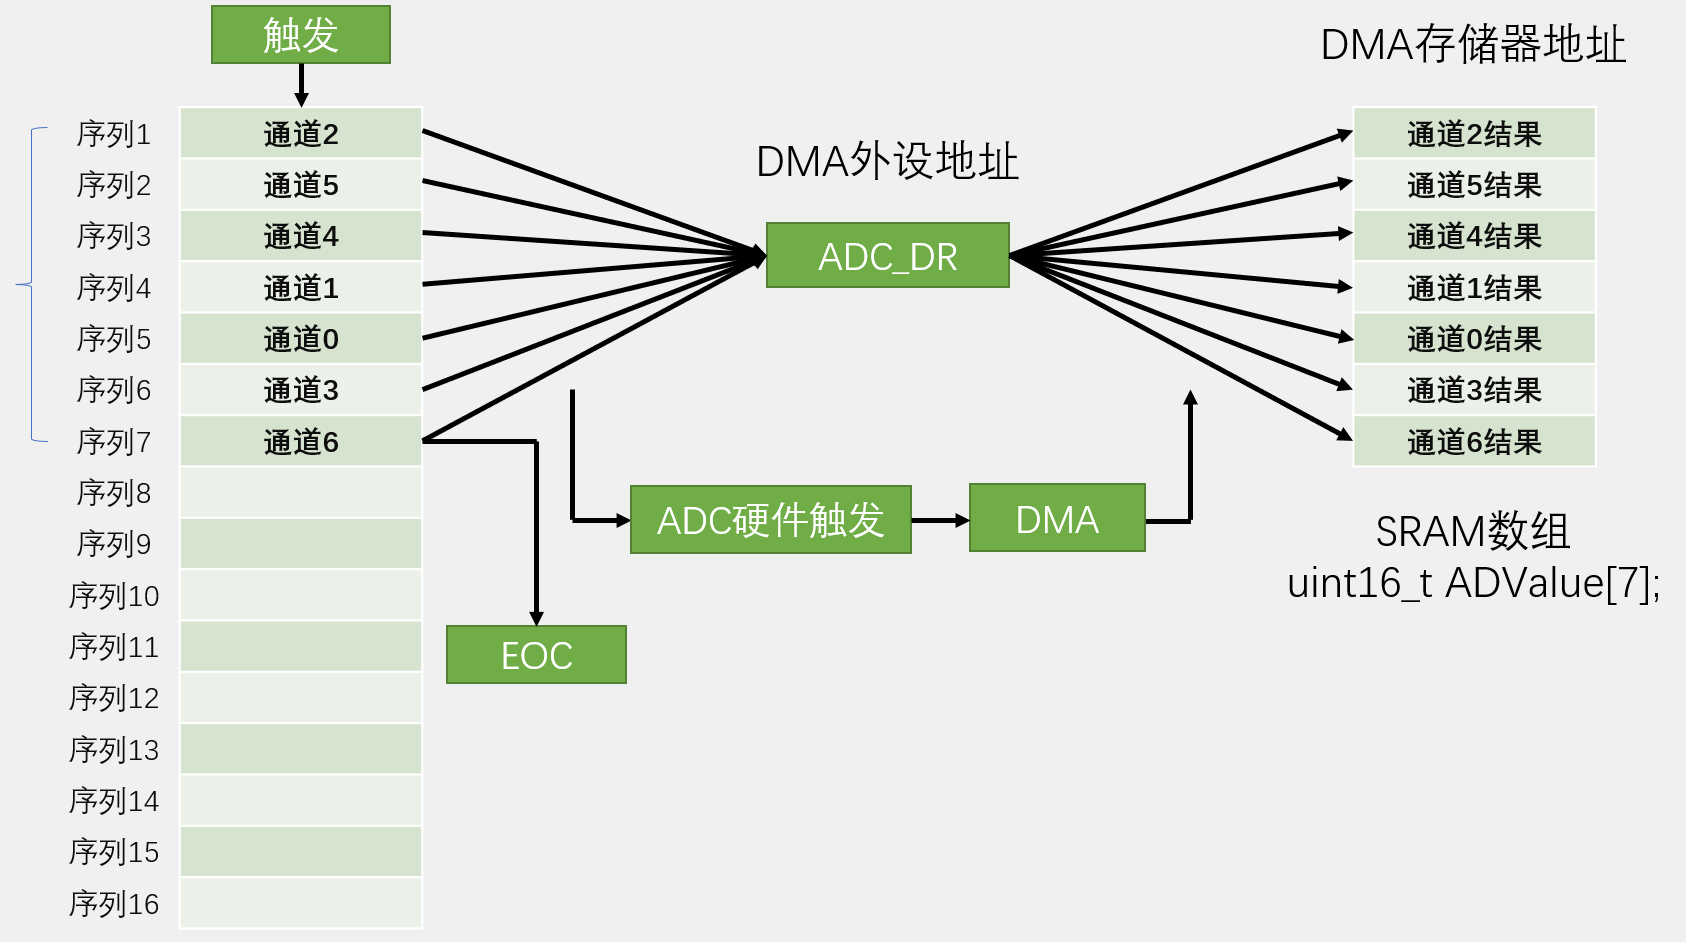 触发
DMA存储器地址
序列1 通道2
序列2 通道5
序列3 通道4
序列4 通道1
序列5 通道0
序列6 通道3
序列7 通道6
序列8
序列9
序列10
序列11
序列12
序列13
序列14
序列15
序列16
DMA外设地址
ADC_DR
ADC硬件触发
DMA
EOC
通道2结果
通道5结果
通道4结果
通道1结果
通道0结果
通道3结果
通道6结果
SRAM数组
uint16_t ADValue[7];